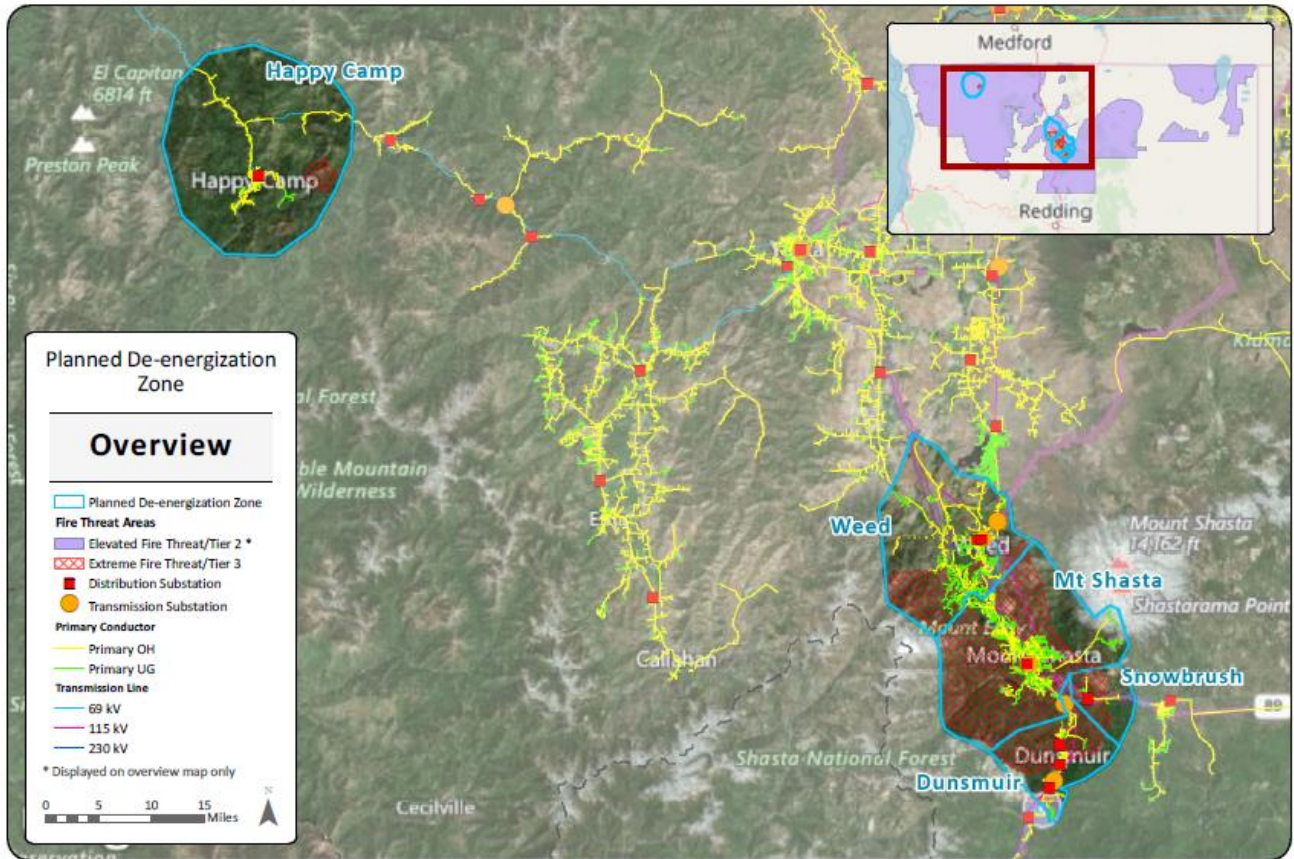 El Capitan
6814 ft
Happy Camp
Preston Peak
Happy Camp
Medford
Redding
Planned De-energization
Zone
Overview
Planned De-energization Zone
Fire Threat Areas
Elevated Fire Threat/Tier 2 *
Extreme Fire Threat/Tier 3
Distribution Substation
Transmission Substation
Primary Conductor
Primary OH
Primary UG
Transmission Line
69 kV
115 kV
230 kV
* Displayed on overview map only
0 5 10 15
Miles
N
al Forest
ble Mountain
Wilderness
Weed
Mount Shasta
14,162 ft
Mt Shasta
Shastarama Point
Callahan
Snowbrush
89
Shasta National Forest
Dunsmuir
Dunsmuir
Cecilville